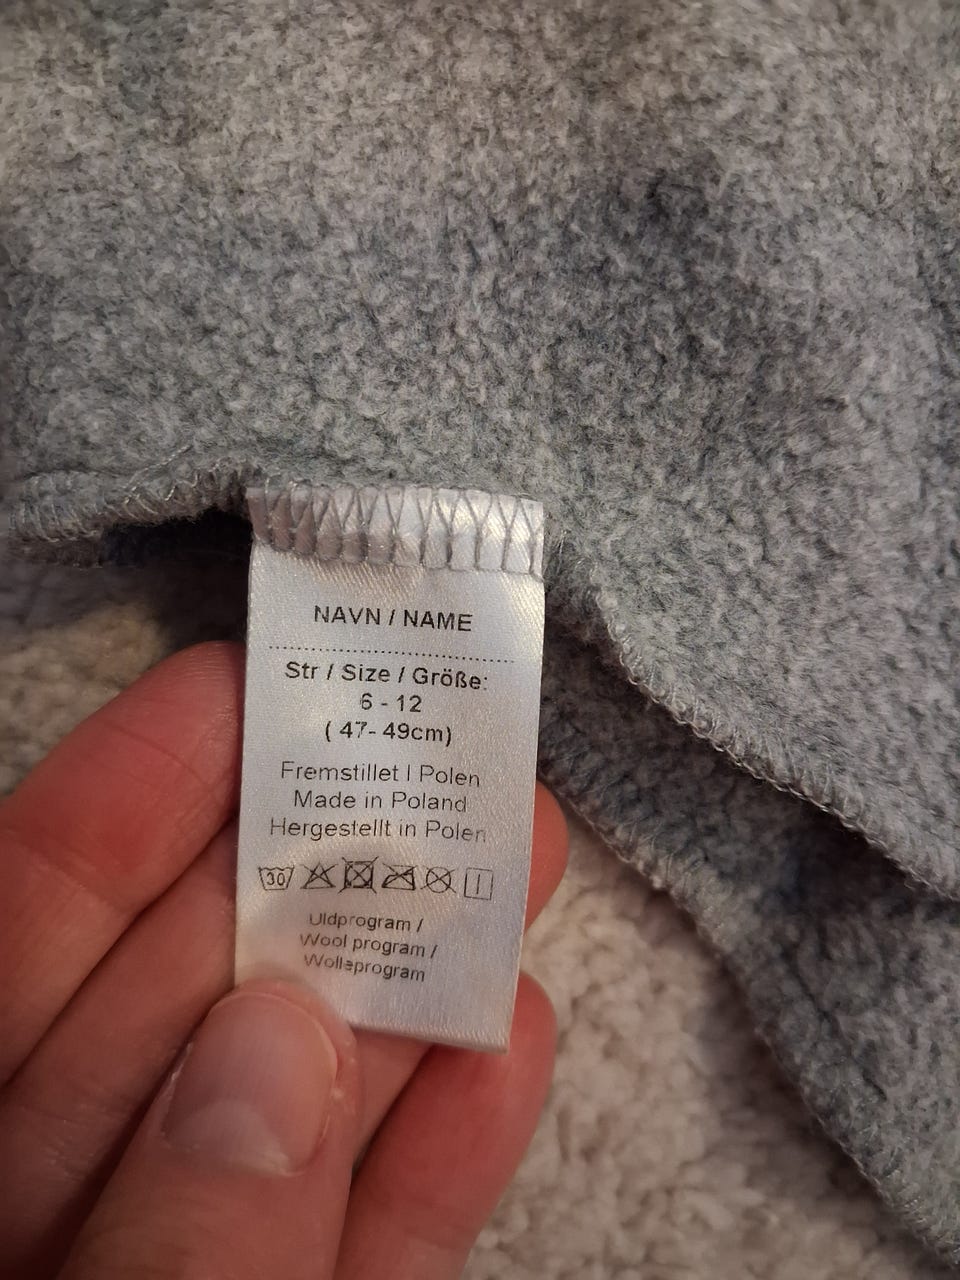 NAVN / NAME
Str / Size / Größe:
6 - 12
( 47- 49cm)
Fremstillet I Polen
Made in Poland
Hergestellt in Polen
30
Uldprogram /
Wool program /
Wolleprogram